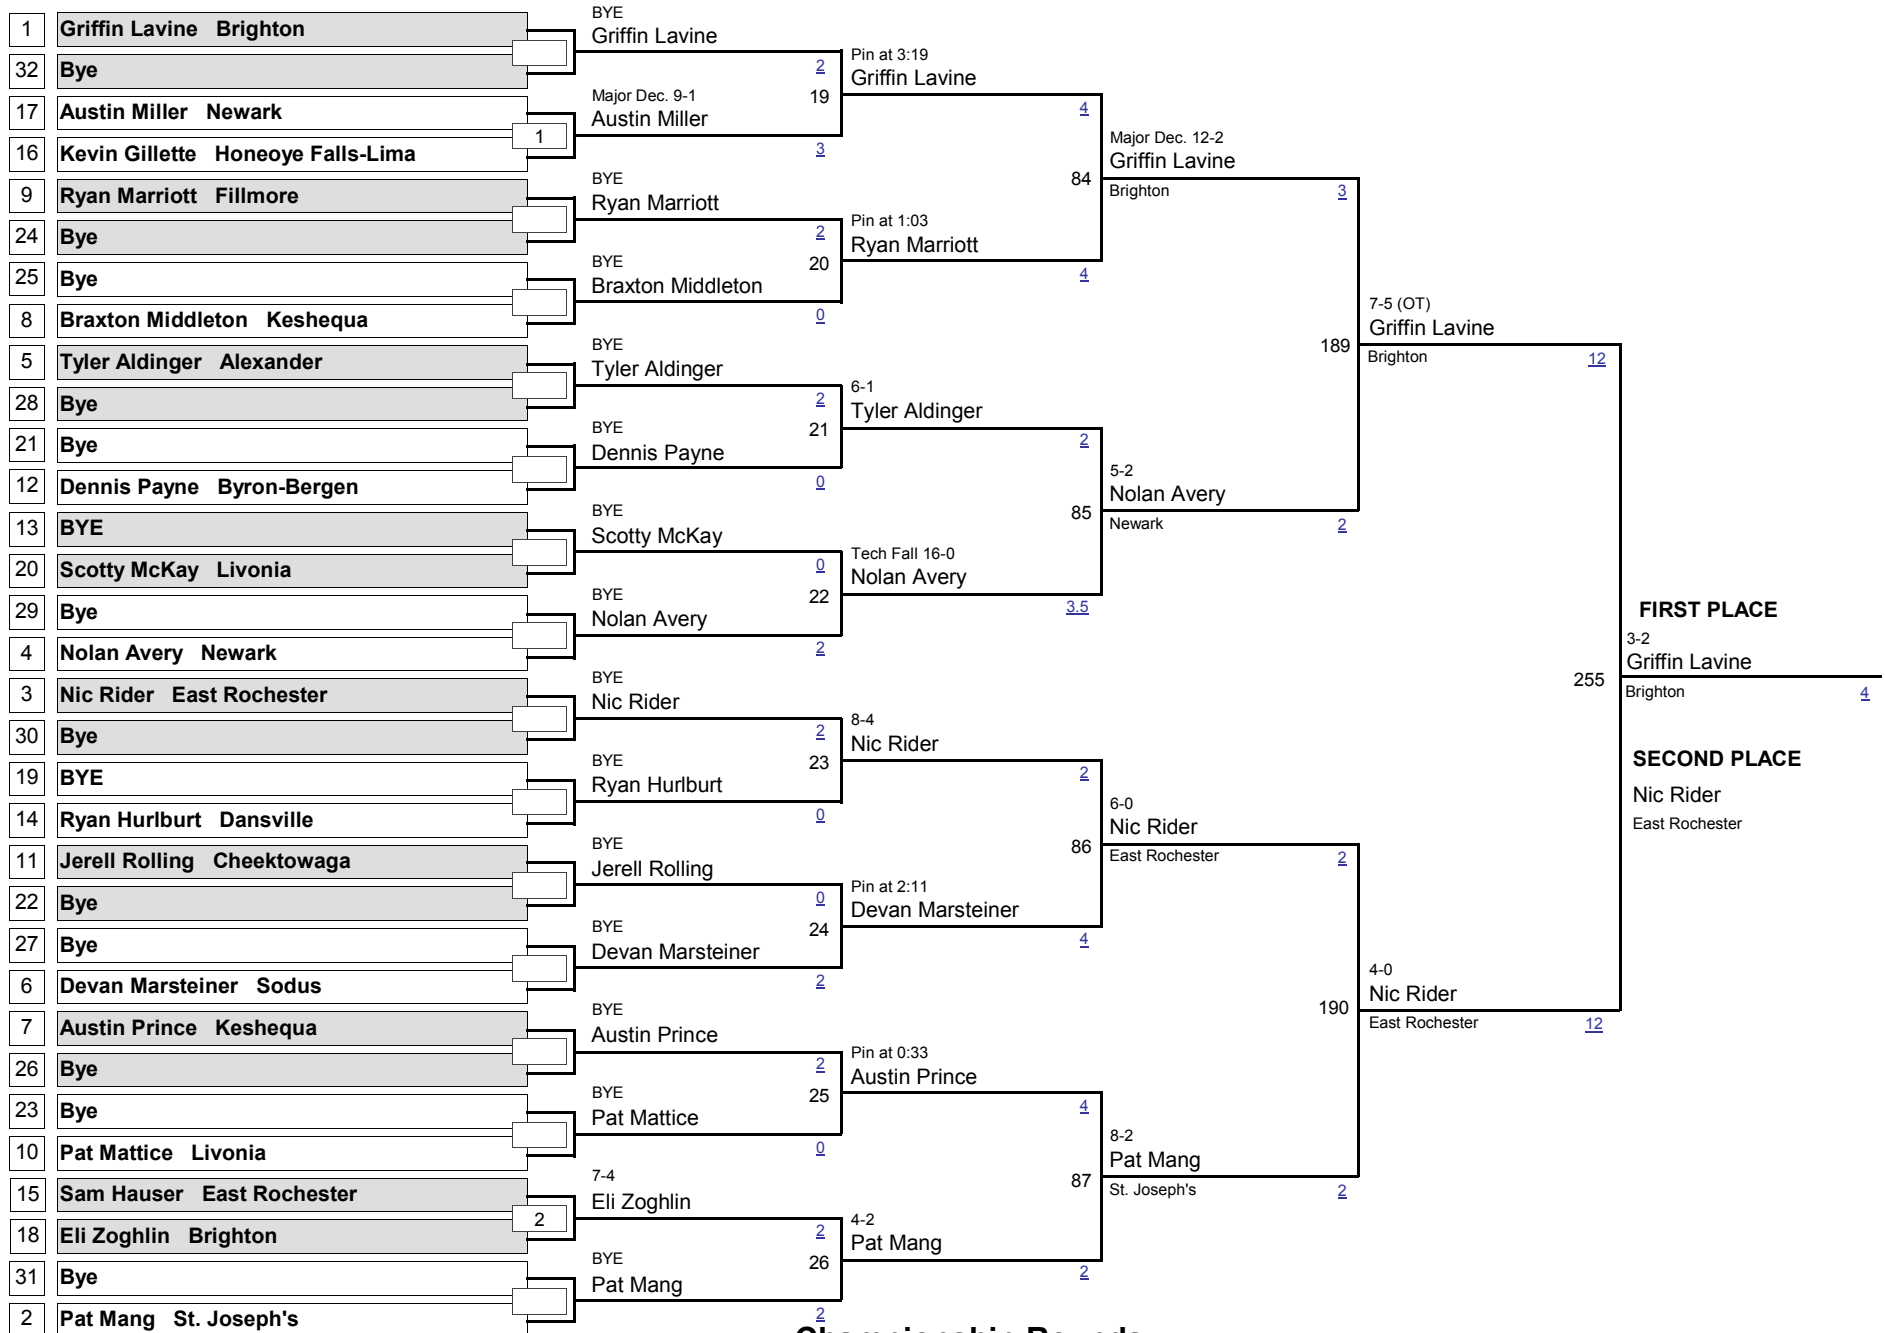 1 Griffin Lavine Brighton
32 Bye
17 Austin Miller Newark
1
16 Kevin Gillette Honeoye Falls-Lima
9 Ryan Marriott Fillmore
24 Bye
25 Bye
8 Braxton Middleton Keshequa
5 Tyler Aldinger Alexander
28 Bye
21 Bye
12 Dennis Payne Byron-Bergen
13 BYE
20 Scotty McKay Livonia
29 Bye
4 Nolan Avery Newark
3 Nic Rider East Rochester
30 Bye
19 BYE
14 Ryan Hurlburt Dansville
11 Jerell Rolling Cheektowaga
22 Bye
27 Bye
6 Devan Marsteiner Sodus
7 Austin Prince Keshequa
26 Bye
23 Bye
10 Pat Mattice Livonia
15 Sam Hauser East Rochester
2
18 Eli Zoghlin Brighton
31 Bye
2 Pat Mang St. Joseph's
BYE
Griffin Lavine
2
Major Dec. 9-1
19
Austin Miller
3
BYE
Ryan Marriott
2
BYE
20
Braxton Middleton
0
BYE
Tyler Aldinger
2
BYE
21
Dennis Payne
0
BYE
Scotty McKay
0
BYE
22
Nolan Avery
2
BYE
Nic Rider
2
BYE
23
Ryan Hurlburt
0
BYE
Jerell Rolling
0
BYE
24
Devan Marsteiner
2
BYE
Austin Prince
2
BYE
25
Pat Mattice
0
7-4
Eli Zoghlin
2
BYE
26
Pat Mang
2
Pin at 3:19
Griffin Lavine
4
84
Pin at 1:03
Ryan Marriott
4
6-1
Tyler Aldinger
2
85
Tech Fall 16-0
Nolan Avery
3.5
8-4
Nic Rider
2
86
Pin at 2:11
Devan Marsteiner
4
Pin at 0:33
Austin Prince
4
87
4-2
Pat Mang
2
Major Dec. 12-2
Griffin Lavine
Brighton
3
189
5-2
Nolan Avery
Newark
2
6-0
Nic Rider
East Rochester
2
190
8-2
Pat Mang
St. Joseph's
2
7-5 (OT)
Griffin Lavine
Brighton
12
255
4-0
Nic Rider
East Rochester
12
FIRST PLACE
3-2
Griffin Lavine
Brighton
4
SECOND PLACE
Nic Rider
East Rochester
Championship Rounds